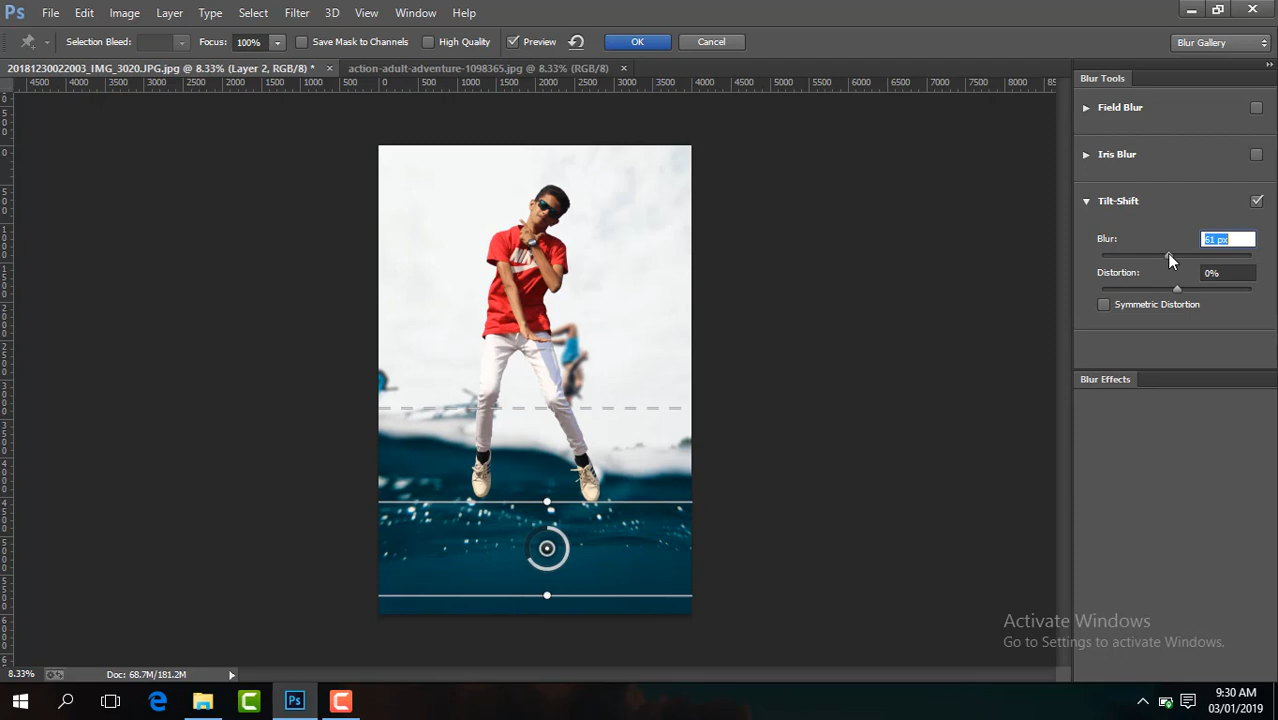 Ps File Edit Image Layer Type Select Filter 3D View Window Help
Selection Bleed: Focus: 100% Save Mask to Channels High Quality Preview OK Cancel Blur Gallery
20181230022003_IMG_3020.JPG.jpg @ 8.33% (Layer 2, RGB/8) * × action-adult-adventure-1098365.jpg @ 8.33% (RGB/8) ×
4500 4000 3500 3000 2500 2000 1500 1000 500 0 500 1000 1500 2000 2500 3000 3500 4000 4500 5000 5500 6000 6500 7000 7500 8000
Blur Tools
Field Blur
Iris Blur
Tilt-Shift
Blur: 61 px
Distortion: 0%
Symmetric Distortion
Blur Effects
NIKE
Activate Windows
Go to Settings to activate Windows.
8.33% Doc: 68.7M/181.2M
Ps
9:30 AM
03/01/2019